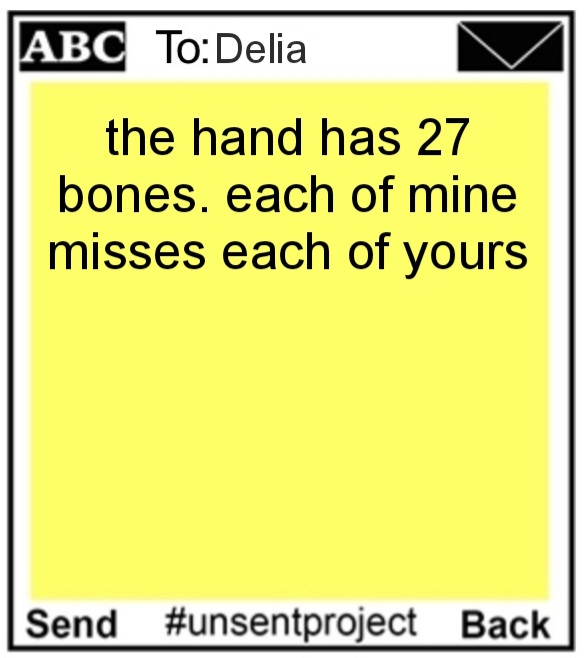 ABC To: Delia
the hand has 27
bones. each of mine
misses each of yours
Send #unsentproject Back